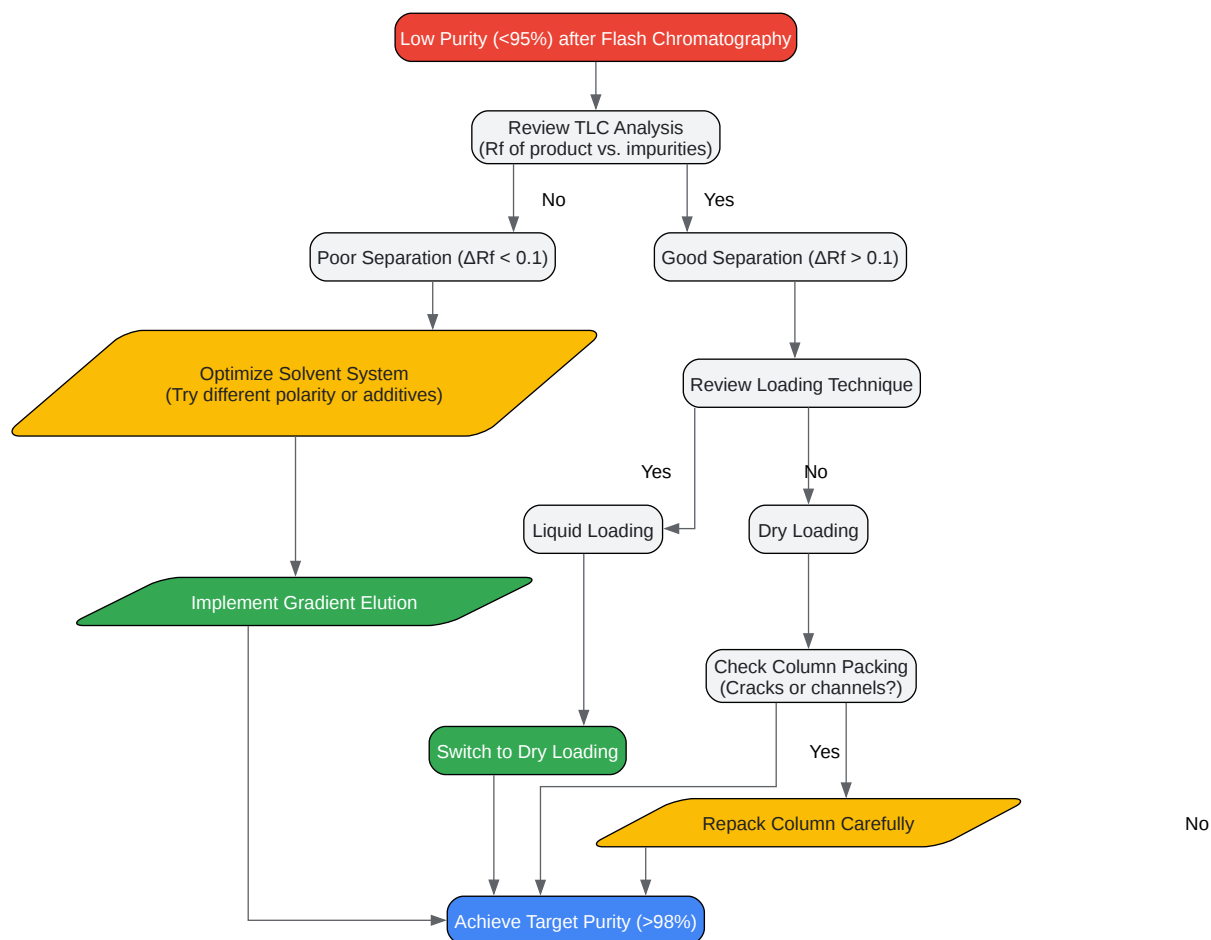 Low Purity (<95%) after Flash Chromatography
Review TLC Analysis
(Rf of product vs. impurities)
No
Yes
Poor Separation (ΔRf < 0.1)
Good Separation (ΔRf > 0.1)
Optimize Solvent System
(Try different polarity or additives)
Review Loading Technique
Yes
No
Liquid Loading
Dry Loading
Implement Gradient Elution
Check Column Packing
(Cracks or channels?)
Switch to Dry Loading
Yes
Repack Column Carefully
No
Achieve Target Purity (>98%)